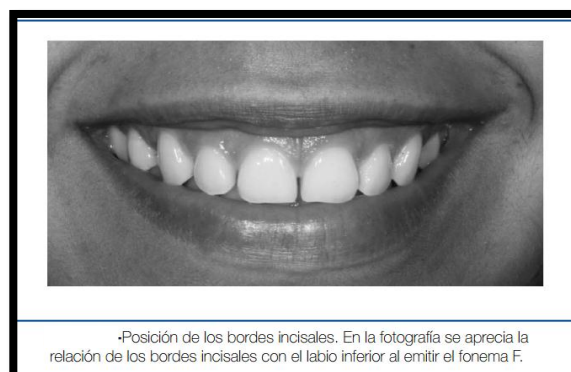 •Posición de los bordes incisales. En la fotografía se aprecia la
relación de los bordes incisales con el labio inferior al emitir el fonema F.